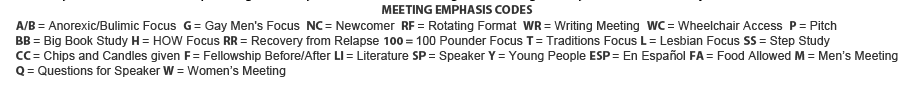 MEETING EMPHASIS CODES
A/B = Anorexic/Bulimic Focus G = Gay Men's Focus NC = Newcomer RF = Rotating Format WR = Writing Meeting WC = Wheelchair Access P = Pitch
BB = Big Book Study H = HOW Focus RR = Recovery from Relapse 100 = 100 Pounder Focus T = Traditions Focus L = Lesbian Focus SS = Step Study
CC = Chips and Candles given F = Fellowship Before/After LI = Literature SP = Speaker Y = Young People ESP = En Español FA = Food Allowed M = Men's Meeting
Q = Questions for Speaker W = Women's Meeting